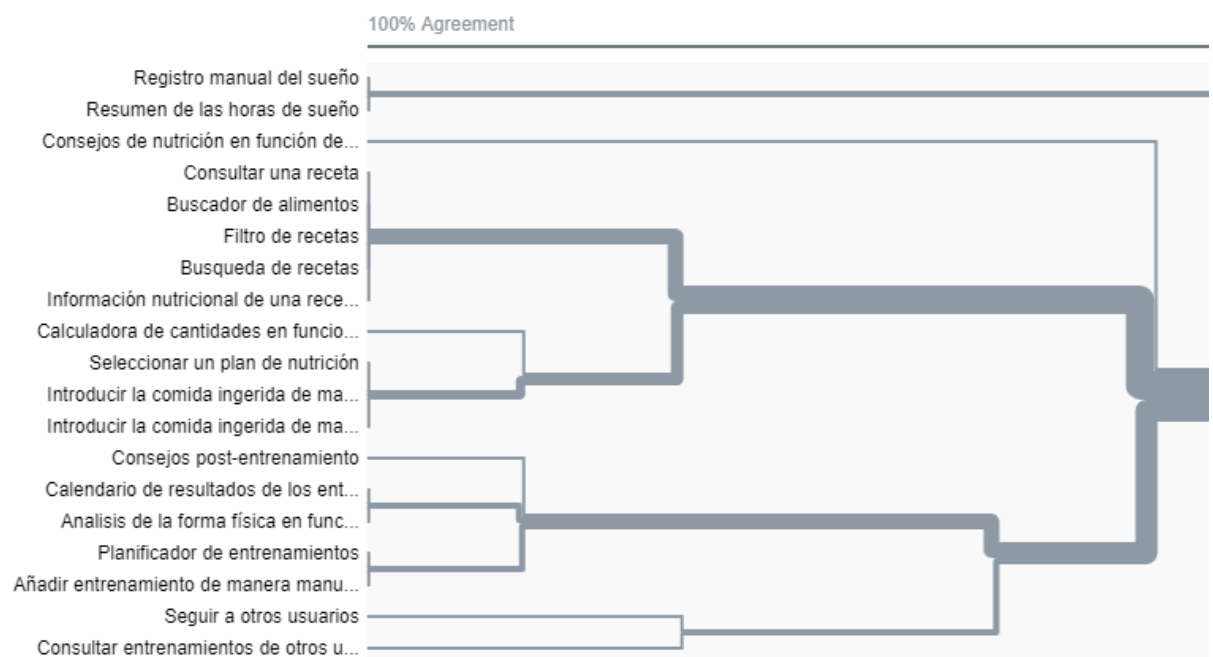 100% Agreement
Registro manual del sueño
Resumen de las horas de sueño
Consejos de nutrición en función de...
Consultar una receta
Buscador de alimentos
Filtro de recetas
Busqueda de recetas
Información nutricional de una rece...
Calculadora de cantidades en funcio...
Seleccionar un plan de nutrición
Introducir la comida ingerida de ma...
Introducir la comida ingerida de ma...
Consejos post-entrenamiento
Calendario de resultados de los ent...
Analisis de la forma física en func...
Planificador de entrenamientos
Añadir entrenamiento de manera manu...
Seguir a otros usuarios
Consultar entrenamientos de otros u...